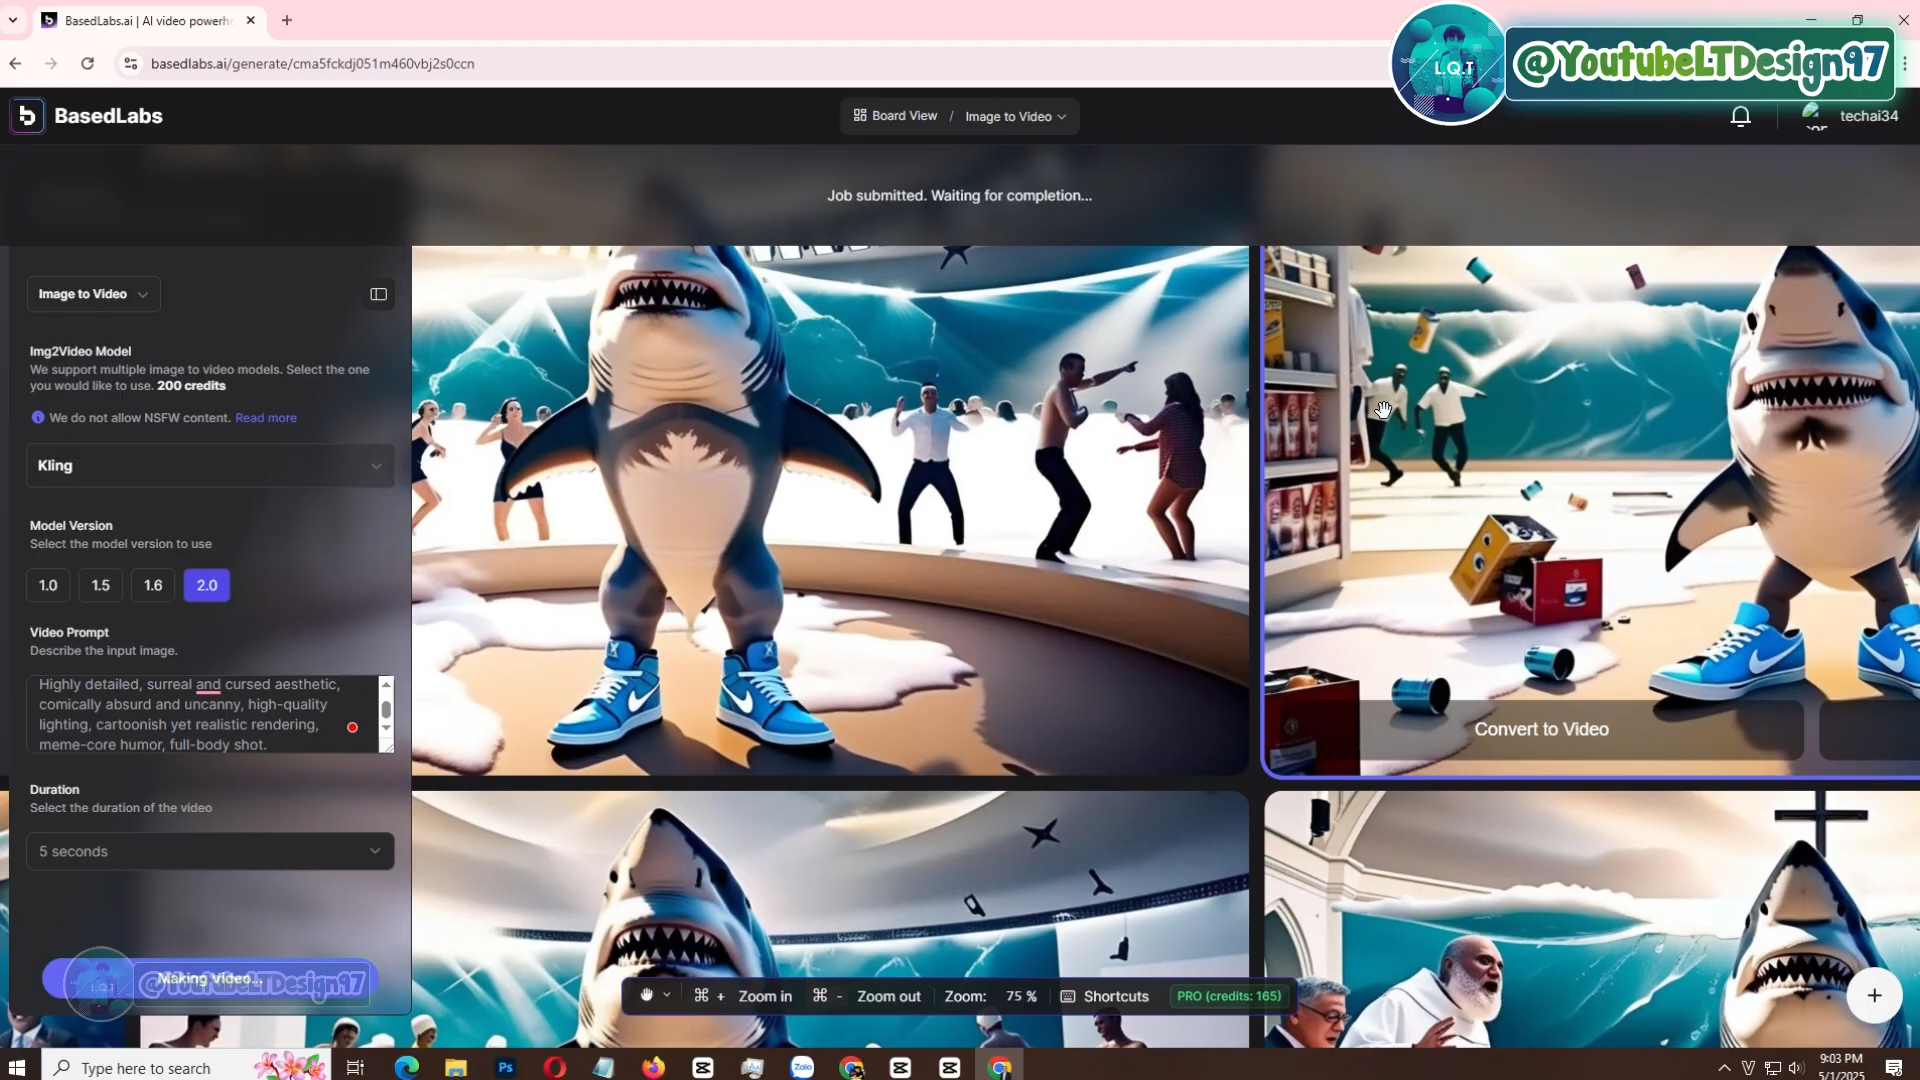 BasedLabs.ai | AI video powerho
basedlabs.ai/generate/cma5fckdj051m460vbj2s0ccn
L.Q.T
@YoutubeLTDesign97
BasedLabs
Board View / Image to Video
techai34
Job submitted. Waiting for completion...
Image to Video
Img2Video Model
We support multiple image to video models. Select the one
you would like to use. 200 credits
We do not allow NSFW content. Read more
Kling
Model Version
Select the model version to use
1.0 1.5 1.6 2.0
Video Prompt
Describe the input image.
Highly detailed, surreal and cursed aesthetic,
comically absurd and uncanny, high-quality
lighting, cartoonish yet realistic rendering,
meme-core humor, full-body shot.
Convert to Video
Duration
Select the duration of the video
5 seconds
Making Video...
L.Q.T
@YoutubeLTDesign97
⌘ + Zoom in ⌘ - Zoom out Zoom: 75 % Shortcuts PRO (credits: 165)
Type here to search
Ps
Zalo
9:03 PM
5/1/2025